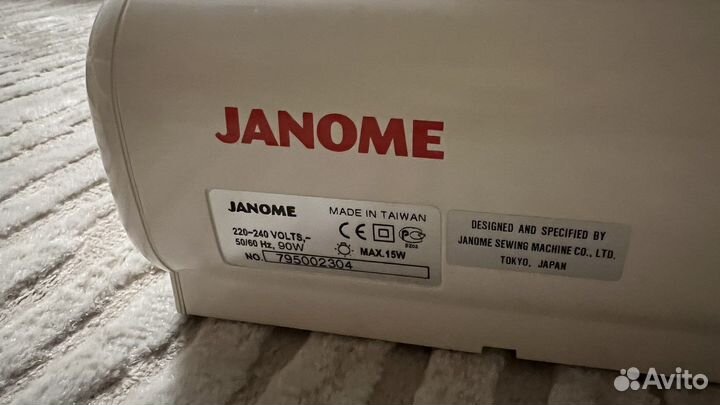 JANOME
JANOME MADE IN TAIWAN
220~240 VOLTS,~
50/60 Hz, 90W
CE
MAX.15W
NO. 795002304
DESIGNED AND SPECIFIED BY
JANOME SEWING MACHINE CO., LTD.
TOKYO, JAPAN
Avito